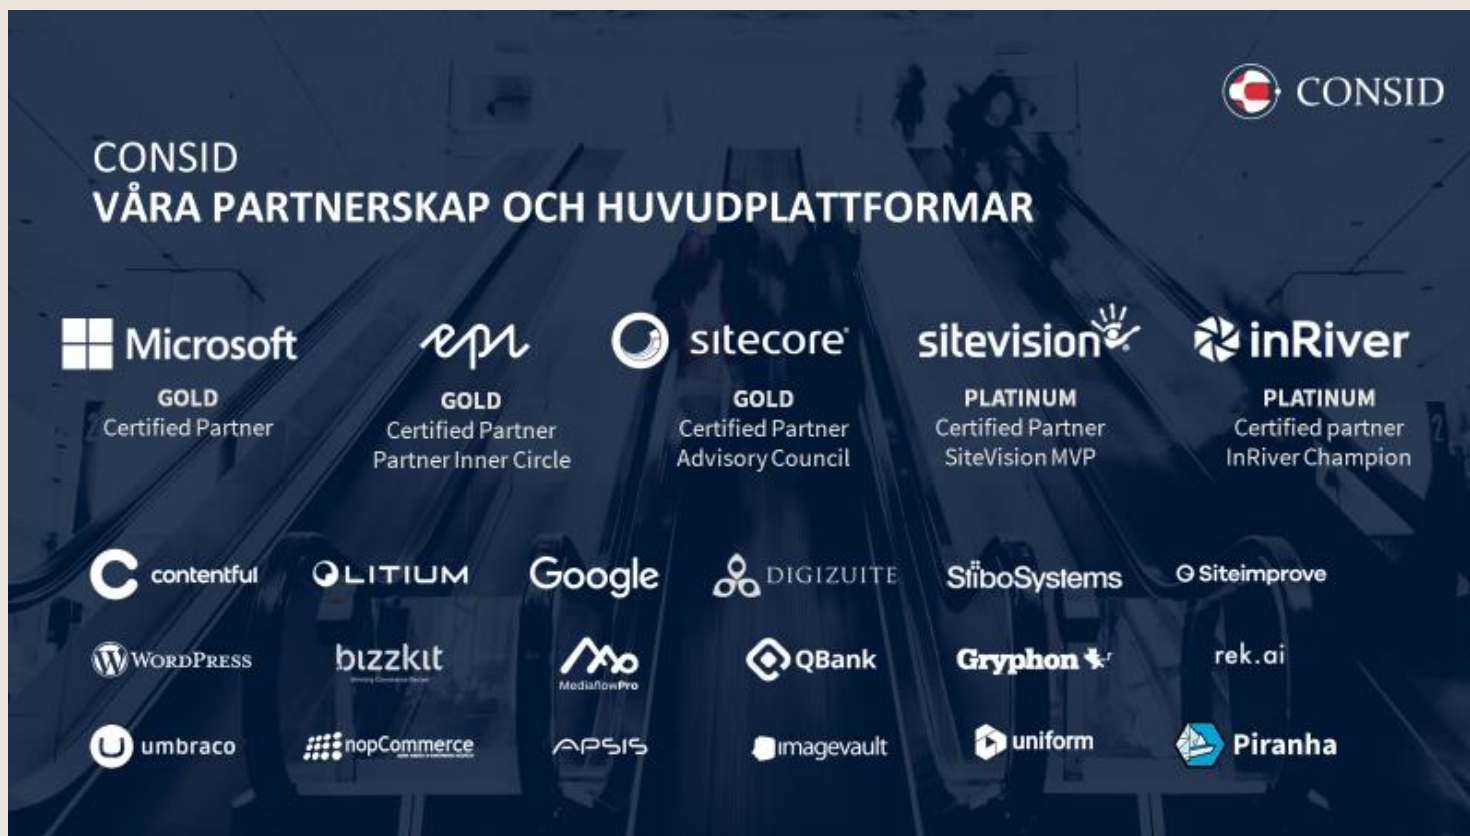 CONSID
CONSID
VÅRA PARTNERSKAP OCH HUVUDPLATTFORMAR
Microsoft
GOLD
Certified Partner
epi
GOLD
Certified Partner
Partner Inner Circle
sitecore
GOLD
Certified Partner
Advisory Council
sitevision
PLATINUM
Certified Partner
SiteVision MVP
inRiver
PLATINUM
Certified partner
InRiver Champion
contentful
LITIUM
Google
DIGIZUITE
StiboSystems
Siteimprove
WORDPRESS
bizzkit
MediaflowPro
QBank
Gryphon
rek.ai
umbraco
nopCommerce
APSIS
imagevault
uniform
Piranha